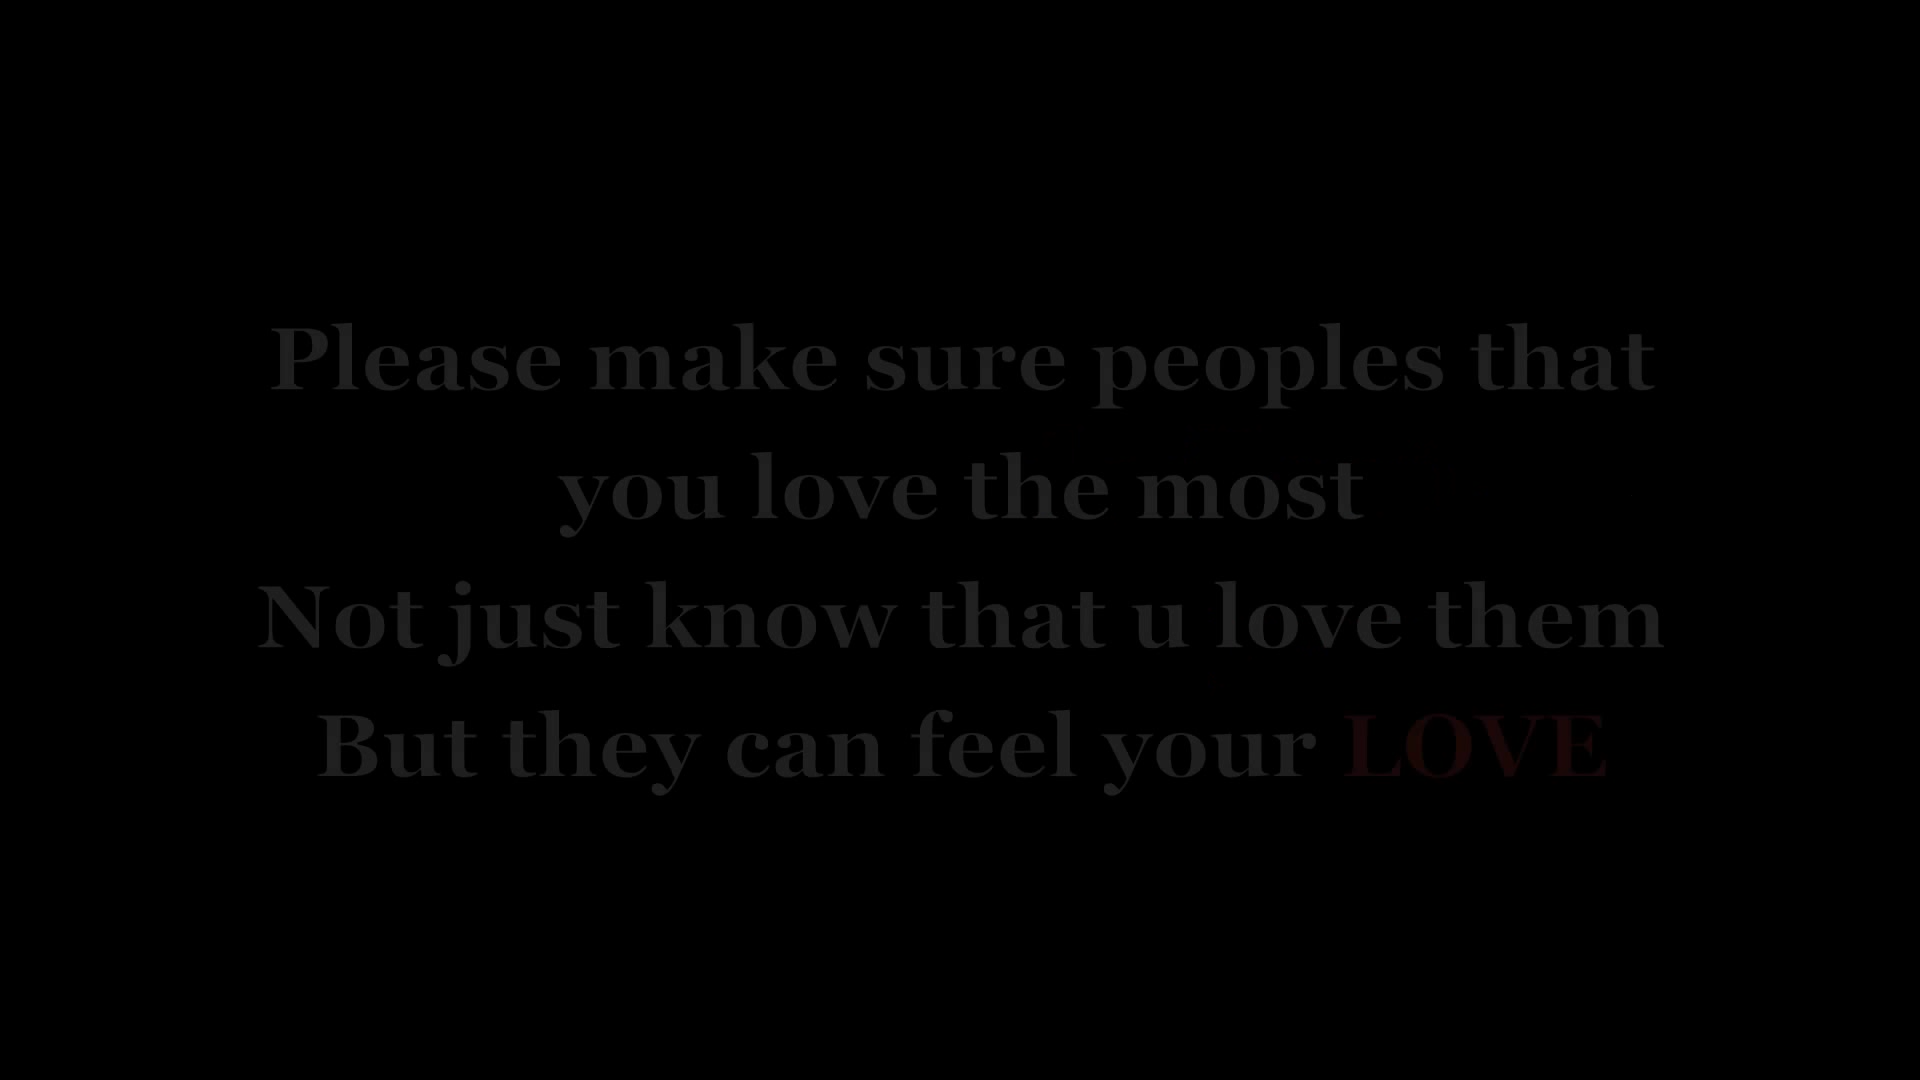 Please make sure peoples that
you love the most
Not just know that u love them
But they can feel your LOVE